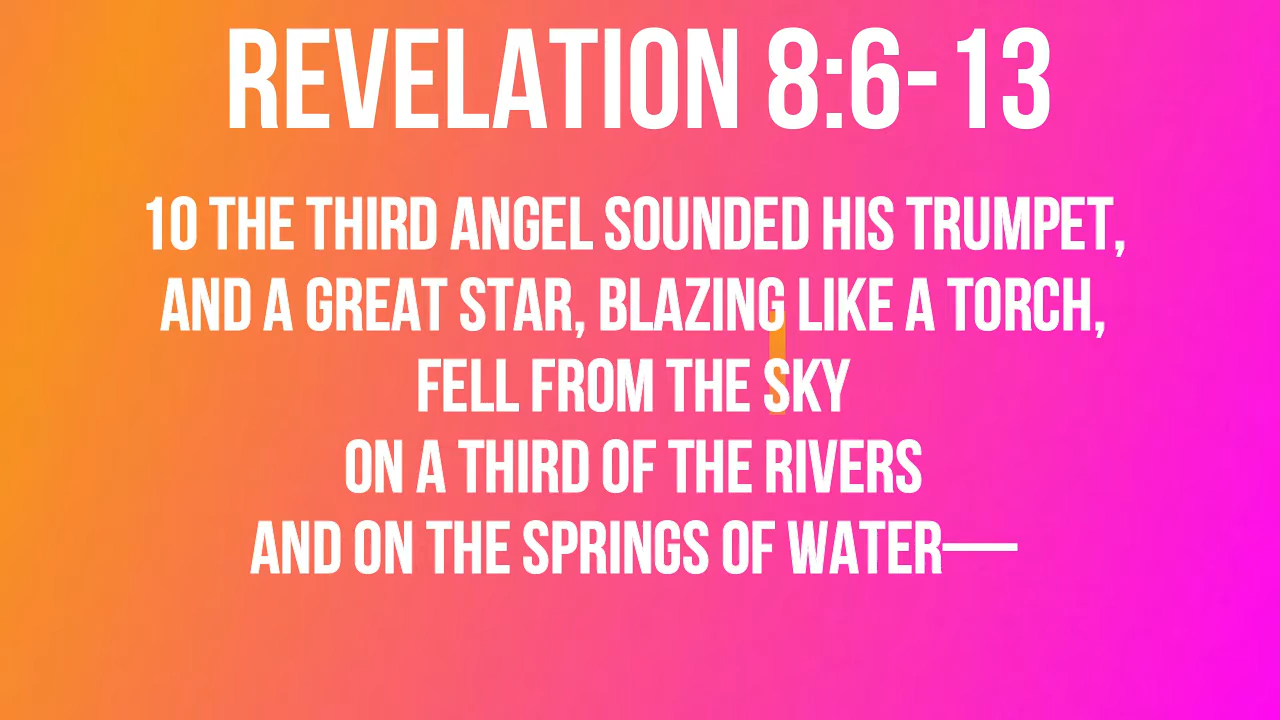 REVELATION 8:6-13
10 THE THIRD ANGEL SOUNDED HIS TRUMPET,
AND A GREAT STAR, BLAZING LIKE A TORCH,
FELL FROM THE SKY
ON A THIRD OF THE RIVERS
AND ON THE SPRINGS OF WATER—